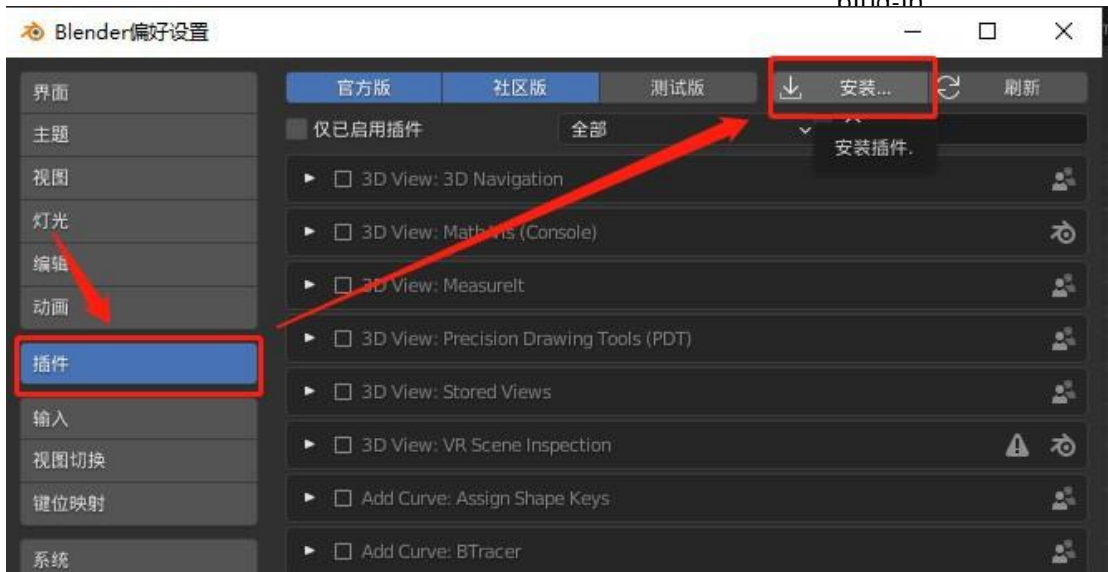 plug-in
Blender偏好设置
界面
官方版 社区版 测试版 安装... 刷新
主题
仅已启用插件 全部
安装插件.
视图
3D View: 3D Navigation
灯光
3D View: Math Vis (Console)
编辑
3D View: MeasureIt
动画
3D View: Precision Drawing Tools (PDT)
插件
3D View: Stored Views
输入
3D View: VR Scene Inspection
视图切换
键位映射
Add Curve: Assign Shape Keys
系统
Add Curve: BTracer